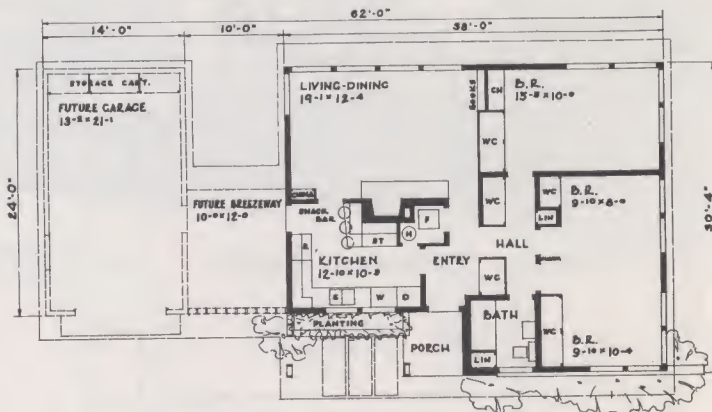 62'-0"
14'-0"
10'-0"
38'-0"
STORAGE CABT.
FUTURE GARAGE
13-2 x 21-1
24'-0"
FUTURE BREEZEWAY
10-0 x 12-0
LIVING-DINING
19-1 x 12-4
BOOKS
CH
B.R.
13-8 x 10-0
WC
WC
WC
LIN
B.R.
9-10 x 8-0
30'-4"
CHINA
SNACK
BAR
F
H
R
ST
KITCHEN
12-10 x 10-8
ENTRY
HALL
WC
S
W
D
PLANTING
PORCH
BATH
LIN
WC
B.R.
9-10 x 10-4